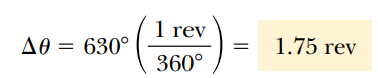 Δθ = 630° (1 rev / 360°) = 1.75 rev